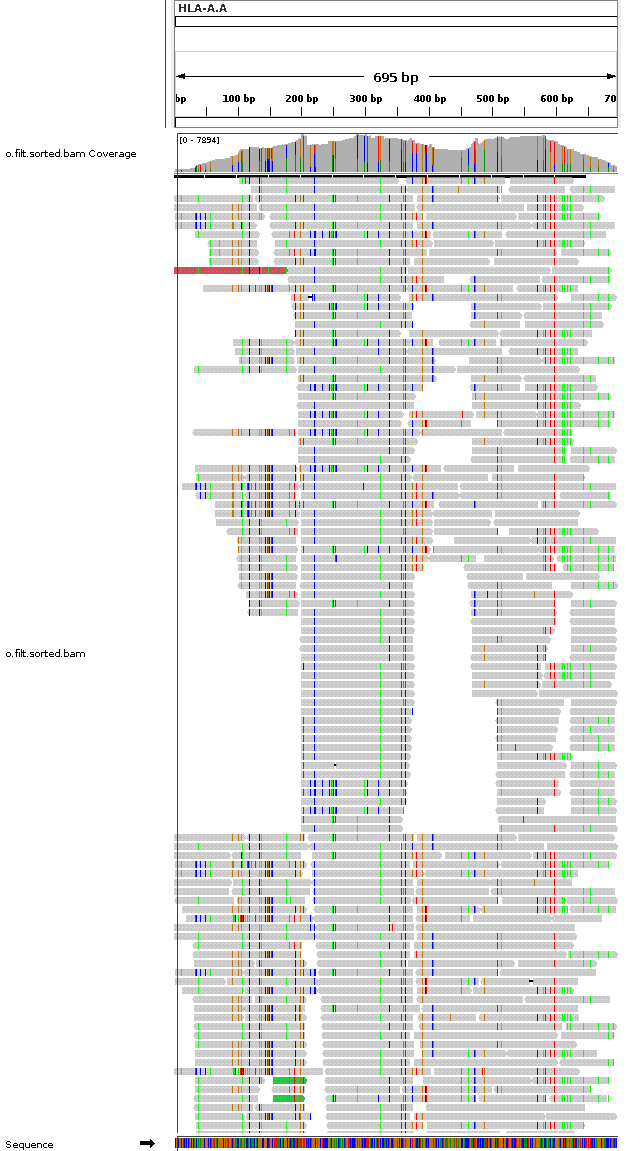 HLA-A.A
695 bp
bp 100 bp 200 bp 300 bp 400 bp 500 bp 600 bp 70
[0 - 7894]
o.filt.sorted.bam Coverage
o.filt.sorted.bam
Sequence